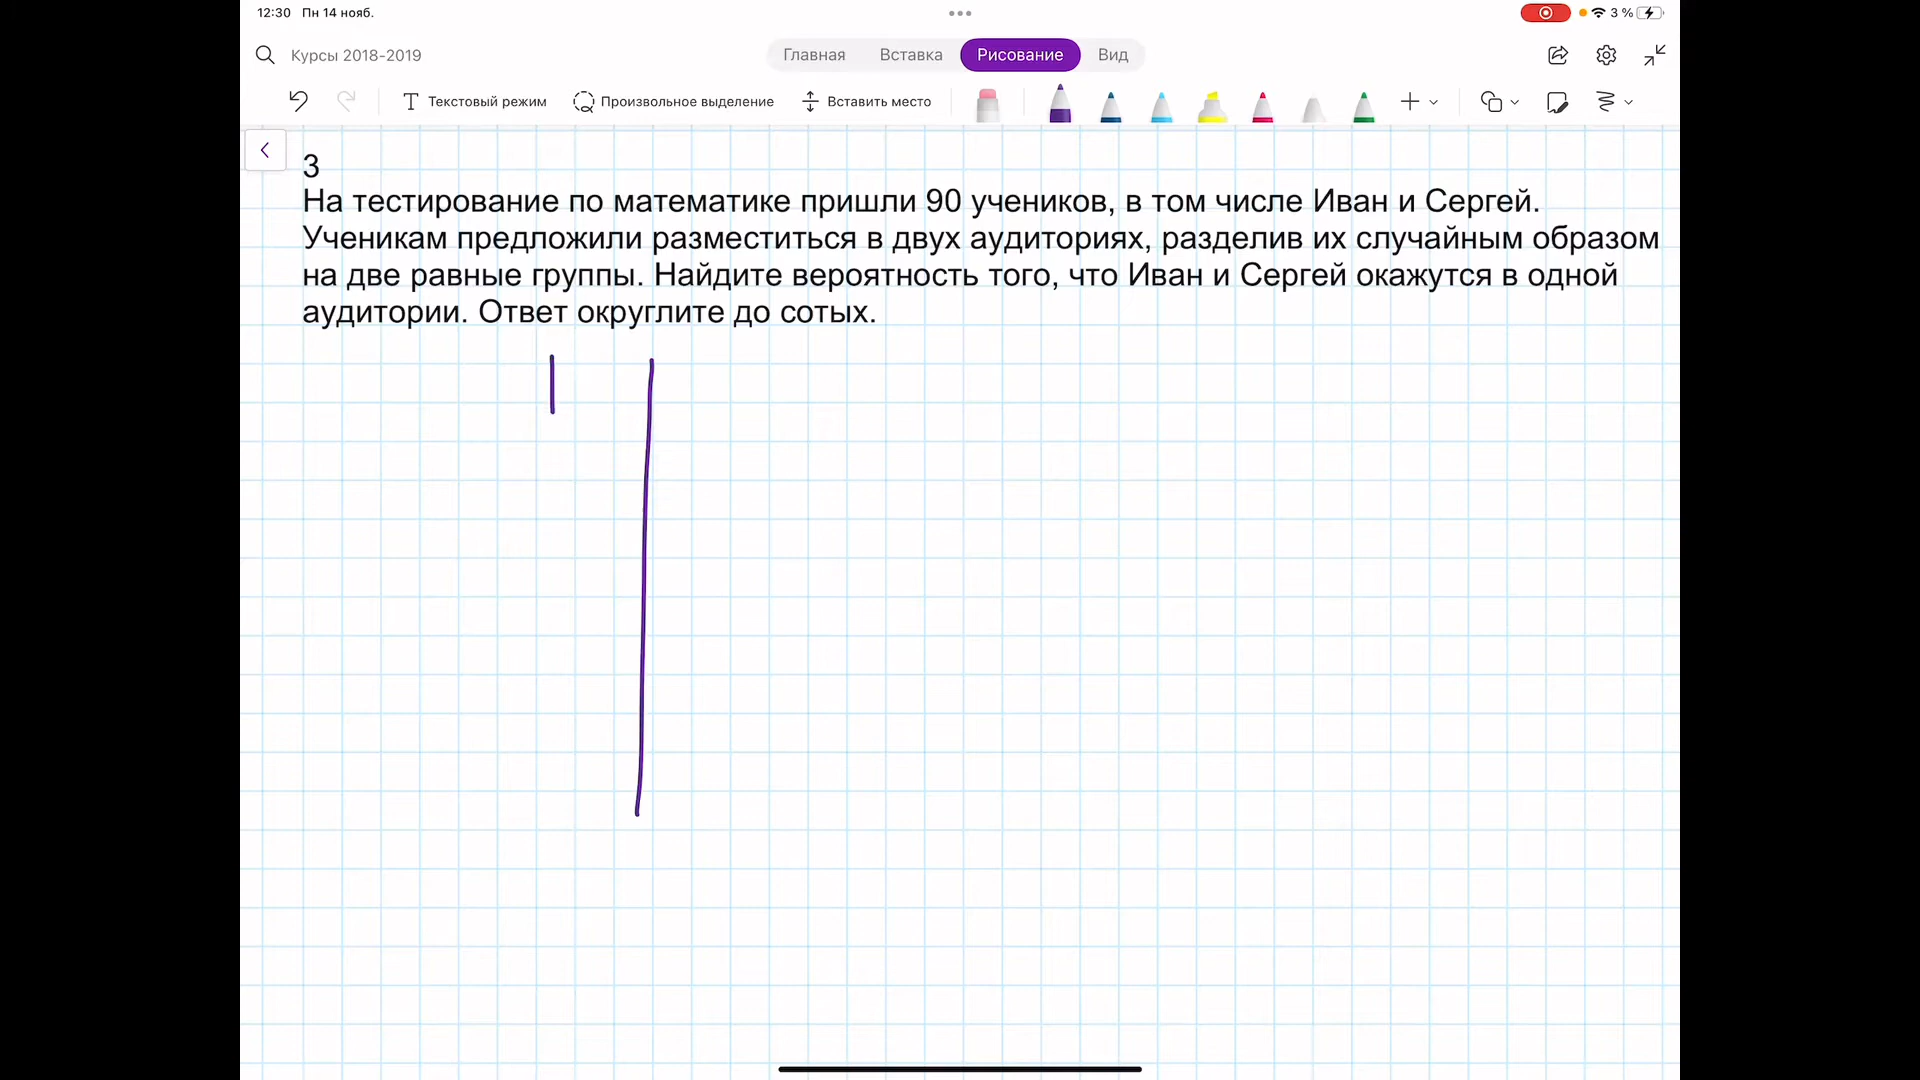 12:30 Пн 14 нояб.
3 %
Курсы 2018-2019
Главная Вставка Рисование Вид
Текстовый режим Произвольное выделение Вставить место
3
На тестирование по математике пришли 90 учеников, в том числе Иван и Сергей.
Ученикам предложили разместиться в двух аудиториях, разделив их случайным образом
на две равные группы. Найдите вероятность того, что Иван и Сергей окажутся в одной
аудитории. Ответ округлите до сотых.